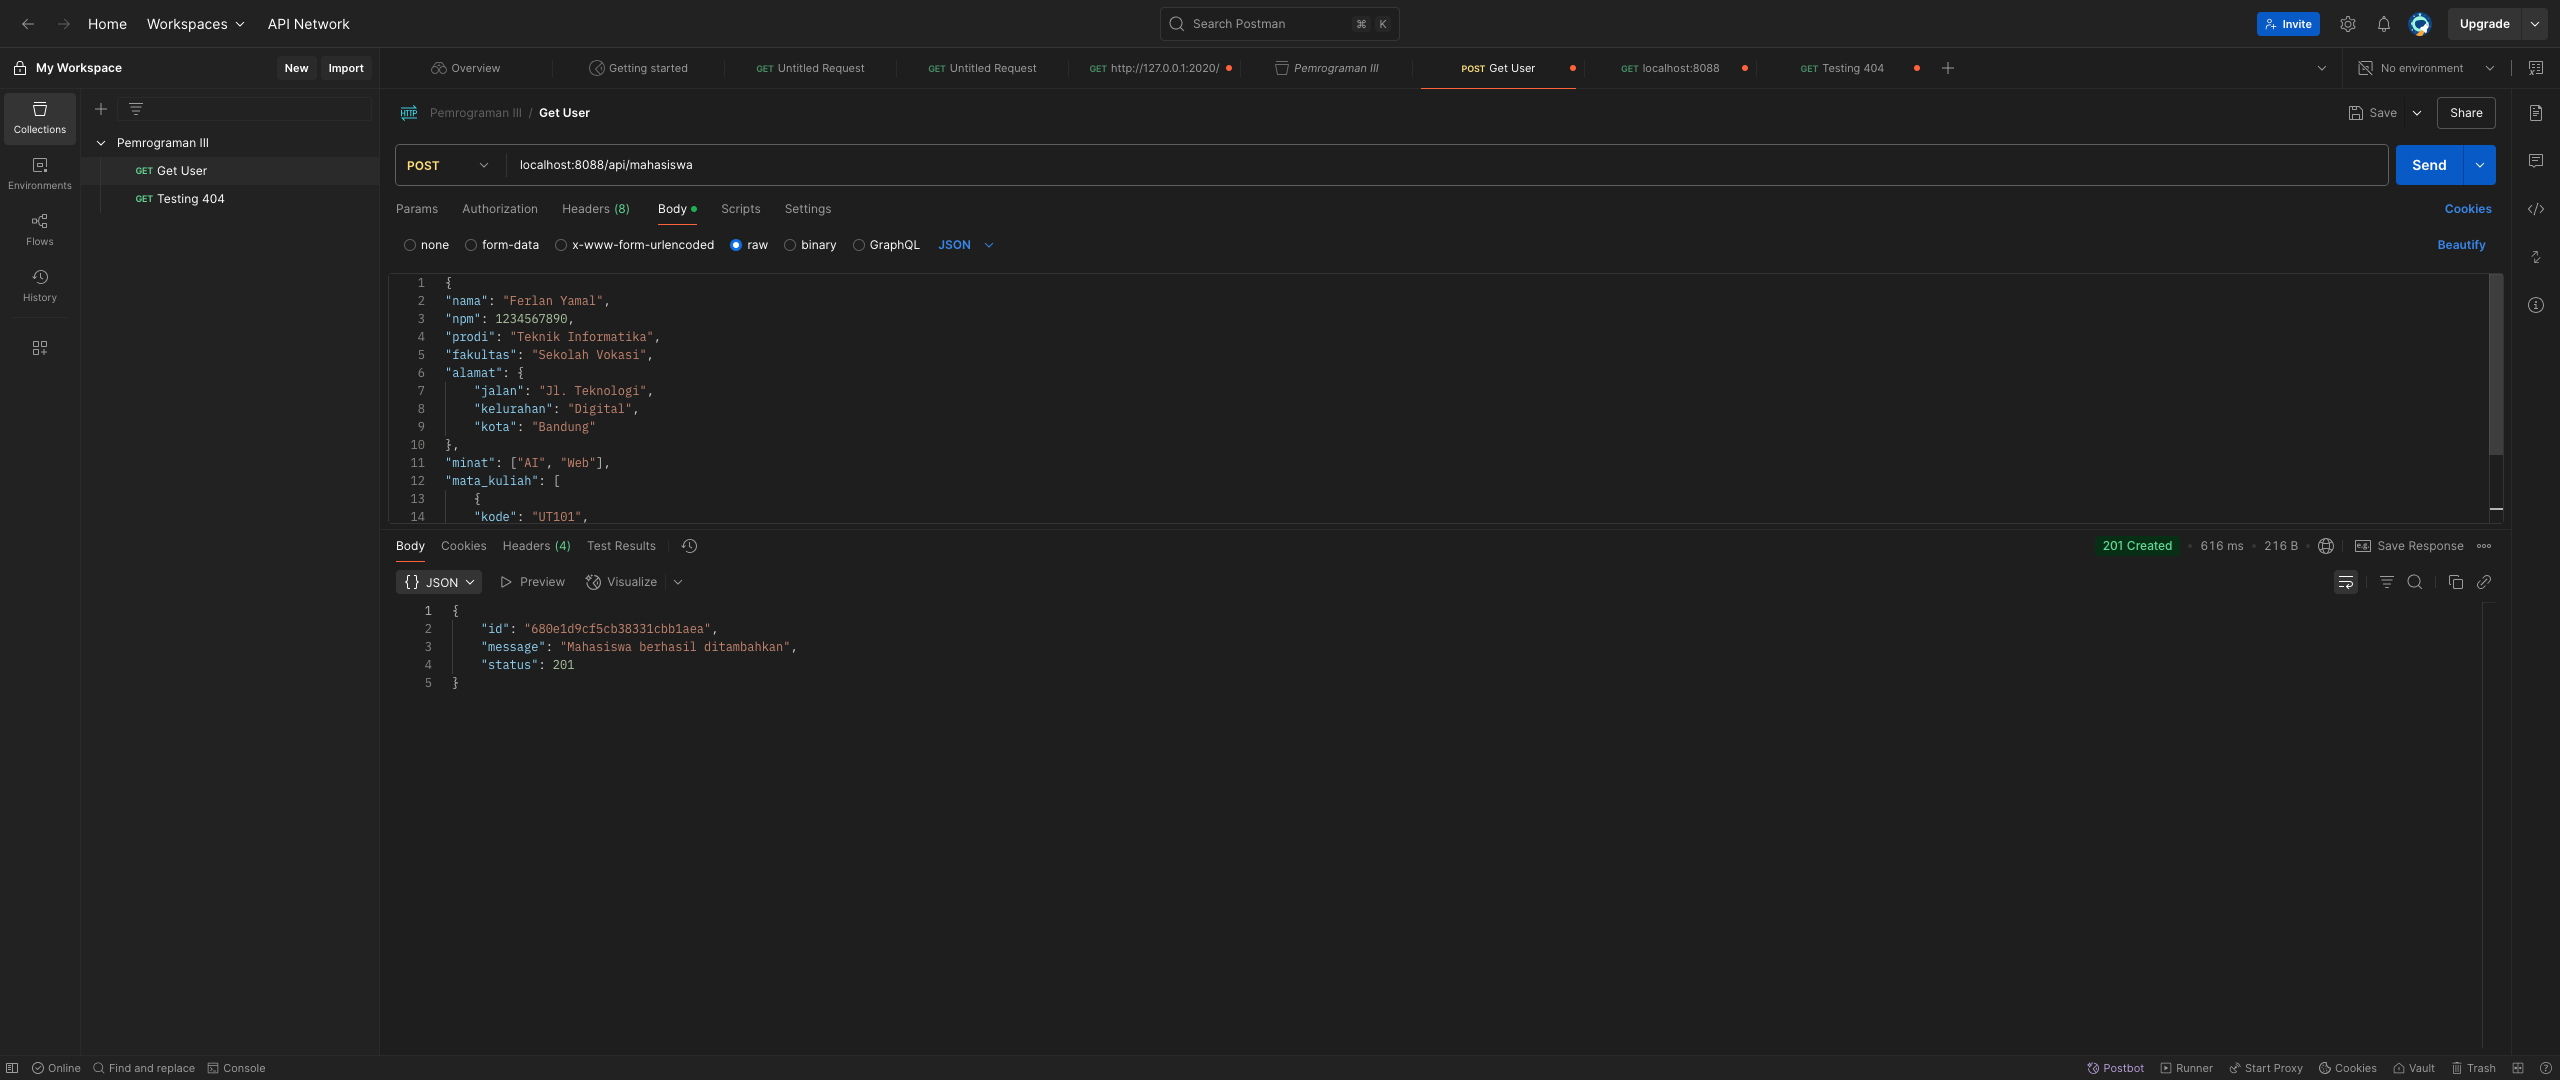 Home Workspaces API Network Search Postman ⌘ K Invite Upgrade
My Workspace New Import Overview Getting started GET Untitled Request GET Untitled Request GET http://127.0.0.1:2020/ Pemrograman III POST Get User GET localhost:8088 GET Testing 404 No environment
Collections
Environments
Flows
History
Pemrograman III
GET Get User
GET Testing 404
HTTP Pemrograman III / Get User Save Share
POST localhost:8088/api/mahasiswa Send
Params Authorization Headers (8) Body Scripts Settings Cookies
none form-data x-www-form-urlencoded raw binary GraphQL JSON Beautify
1 {
2 "nama": "Ferlan Yamal",
3 "npm": 1234567890,
4 "prodi": "Teknik Informatika",
5 "fakultas": "Sekolah Vokasi",
6 "alamat": {
7 "jalan": "Jl. Teknologi",
8 "kelurahan": "Digital",
9 "kota": "Bandung"
10 },
11 "minat": ["AI", "Web"],
12 "mata_kuliah": [
13 {
14 "kode": "UT101",
Body Cookies Headers (4) Test Results 201 Created 616 ms 216 B e.g. Save Response
{} JSON Preview Visualize
1 {
2 "id": "680e1d9cf5cb38331cbb1aea",
3 "message": "Mahasiswa berhasil ditambahkan",
4 "status": 201
5 }
Online Find and replace Console Postbot Runner Start Proxy Cookies Vault Trash